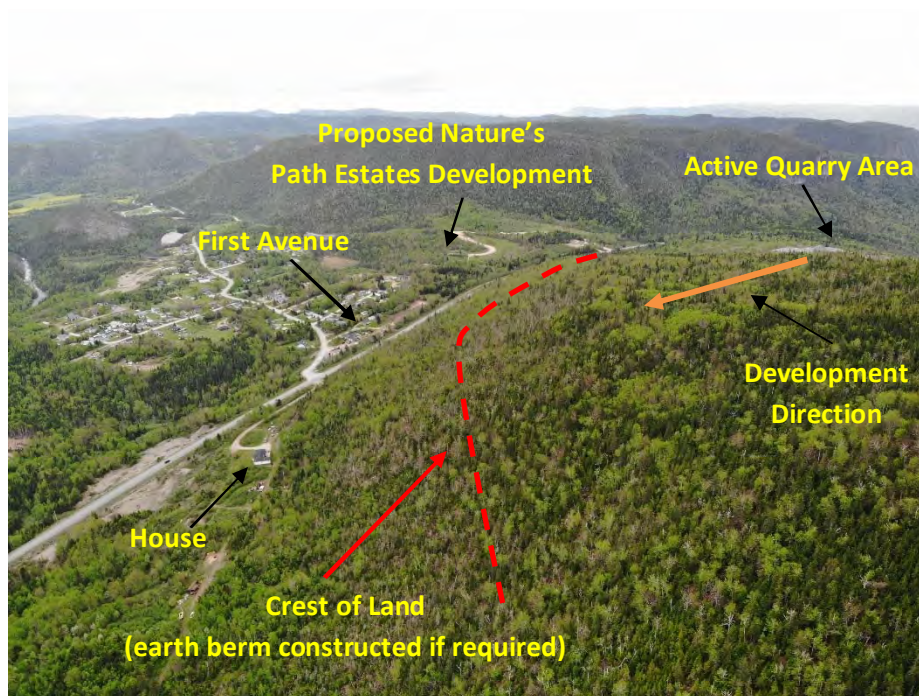 Proposed Nature's
Path Estates Development
Active Quarry Area
First Avenue
Development
Direction
House
Crest of Land
(earth berm constructed if required)